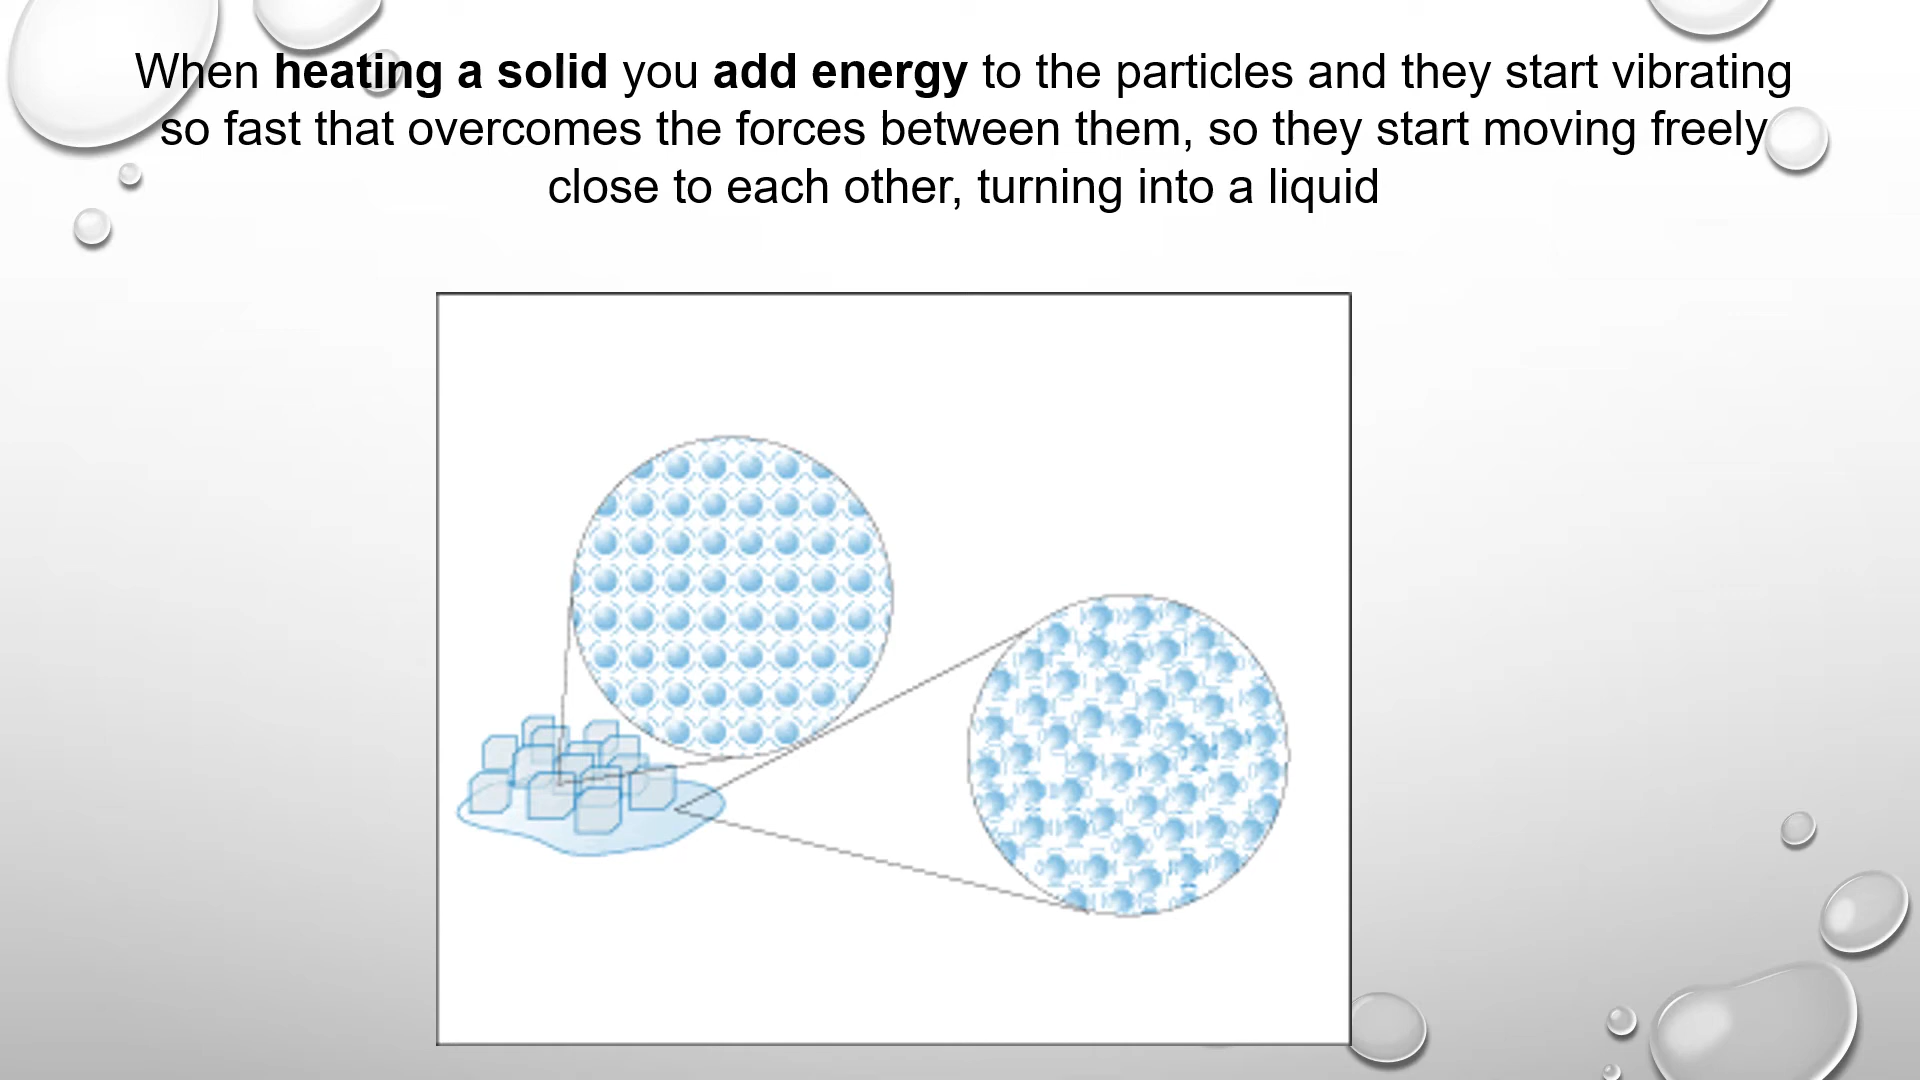 When heating a solid you add energy to the particles and they start vibrating
so fast that overcomes the forces between them, so they start moving freely
close to each other, turning into a liquid